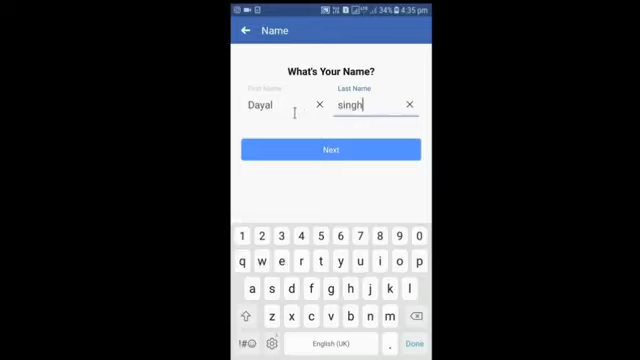 34% 4:35 pm
Name
What's Your Name?
First Name Last Name
Dayal singh
Next
1 2 3 4 5 6 7 8 9 0
q w e r t y u i o p
a s d f g h j k l
z x c v b n m
!#☺ English (UK) . Done